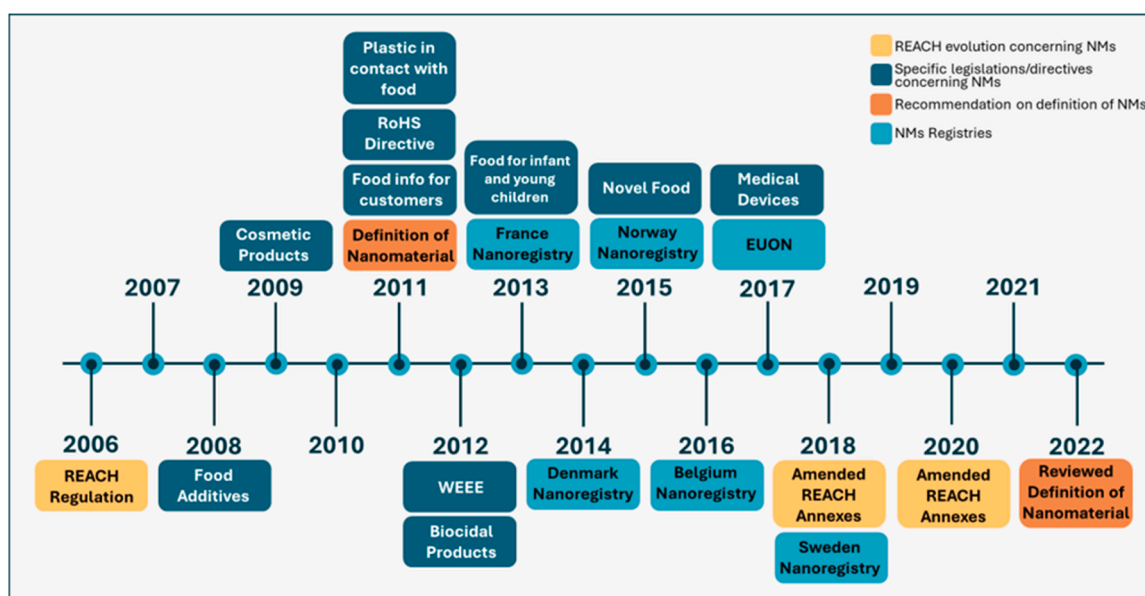 Plastic in
contact with
food
RoHS
Directive
Food info for
customers
Definition of
Nanomaterial
Cosmetic
Products
Food for infant
and young
children
France
Nanoregistry
Novel Food
Norway
Nanoregistry
Medical
Devices
EUON
REACH evolution concerning NMs
Specific legislations/directives
concerning NMs
Recommendation on definition of NMs
NMs Registries
2007
2009
2011
2013
2015
2017
2019
2021
2006
2008
2010
2012
2014
2016
2018
2020
2022
REACH
Regulation
Food
Additives
WEEE
Biocidal
Products
Denmark
Nanoregistry
Belgium
Nanoregistry
Amended
REACH
Annexes
Sweden
Nanoregistry
Amended
REACH
Annexes
Reviewed
Definition of
Nanomaterial